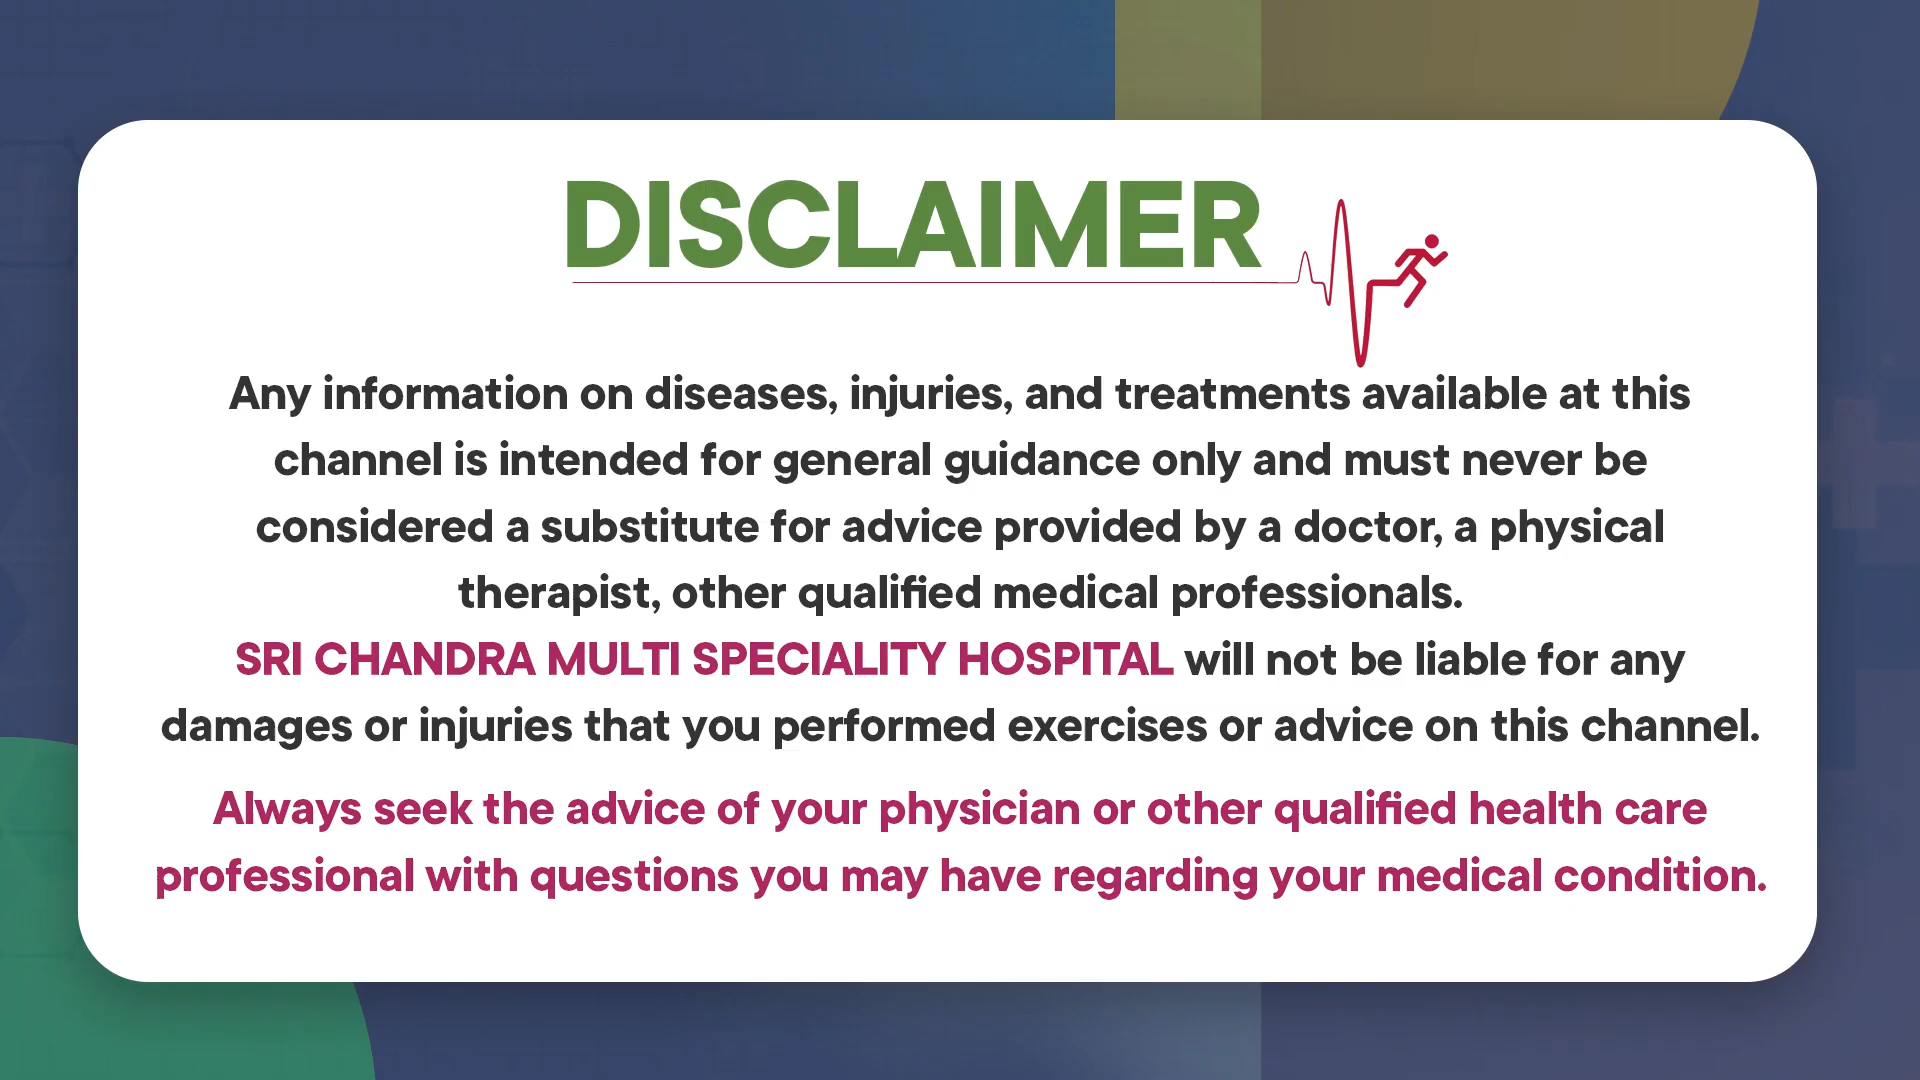 DISCLAIMER
Any information on diseases, injuries, and treatments available at this
channel is intended for general guidance only and must never be
considered a substitute for advice provided by a doctor, a physical
therapist, other qualified medical professionals.
SRI CHANDRA MULTI SPECIALITY HOSPITAL will not be liable for any
damages or injuries that you performed exercises or advice on this channel.
Always seek the advice of your physician or other qualified health care
professional with questions you may have regarding your medical condition.